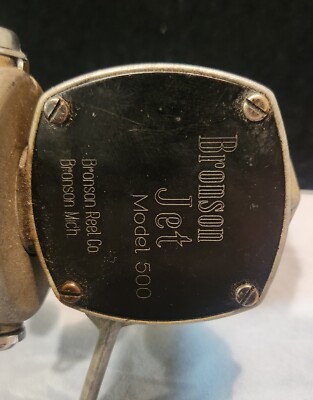 Bronson
Jet
Model 500
Bronson Reel Co
Bronson Mich.